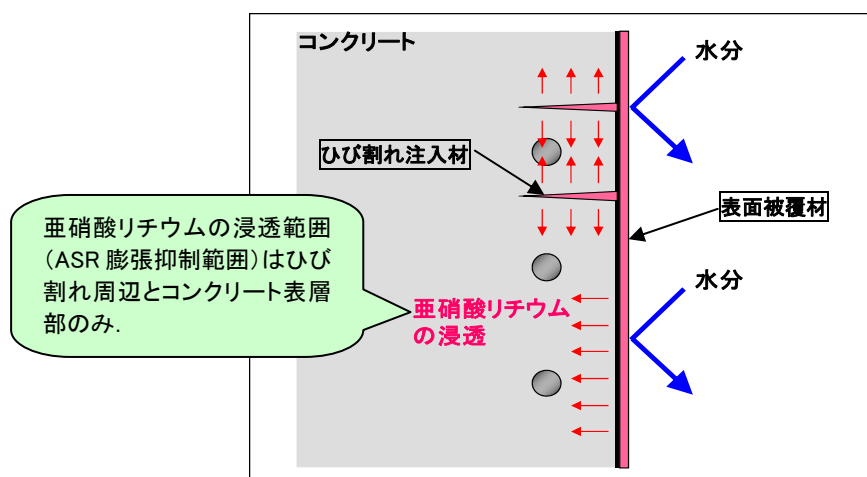 コンクリート
水分
ひび割れ注入材
表面被覆材
亜硝酸リチウムの浸透範囲
(ASR 膨張抑制範囲)はひび
割れ周辺とコンクリート表層
部のみ.
亜硝酸リチウム
の浸透
水分